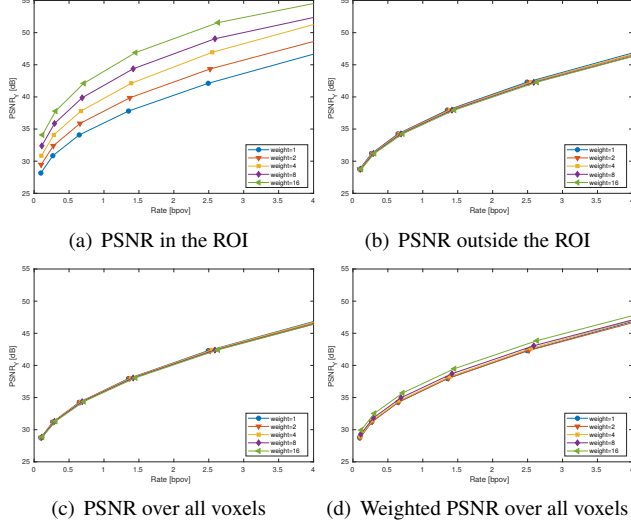 55
50
45
40
35
30
25
PSNR_Y [dB]
0 0.5 1 1.5 2 2.5 3 3.5 4
Rate [bpov]
weight=1
weight=2
weight=4
weight=8
weight=16
(a) PSNR in the ROI
55
50
45
40
35
30
25
PSNR_Y [dB]
0 0.5 1 1.5 2 2.5 3 3.5 4
Rate [bpov]
weight=1
weight=2
weight=4
weight=8
weight=16
(b) PSNR outside the ROI
55
50
45
40
35
30
25
PSNR_Y [dB]
0 0.5 1 1.5 2 2.5 3 3.5 4
Rate [bpov]
weight=1
weight=2
weight=4
weight=8
weight=16
(c) PSNR over all voxels
55
50
45
40
35
30
25
PSNR_Y [dB]
0 0.5 1 1.5 2 2.5 3 3.5 4
Rate [bpov]
weight=1
weight=2
weight=4
weight=8
weight=16
(d) Weighted PSNR over all voxels